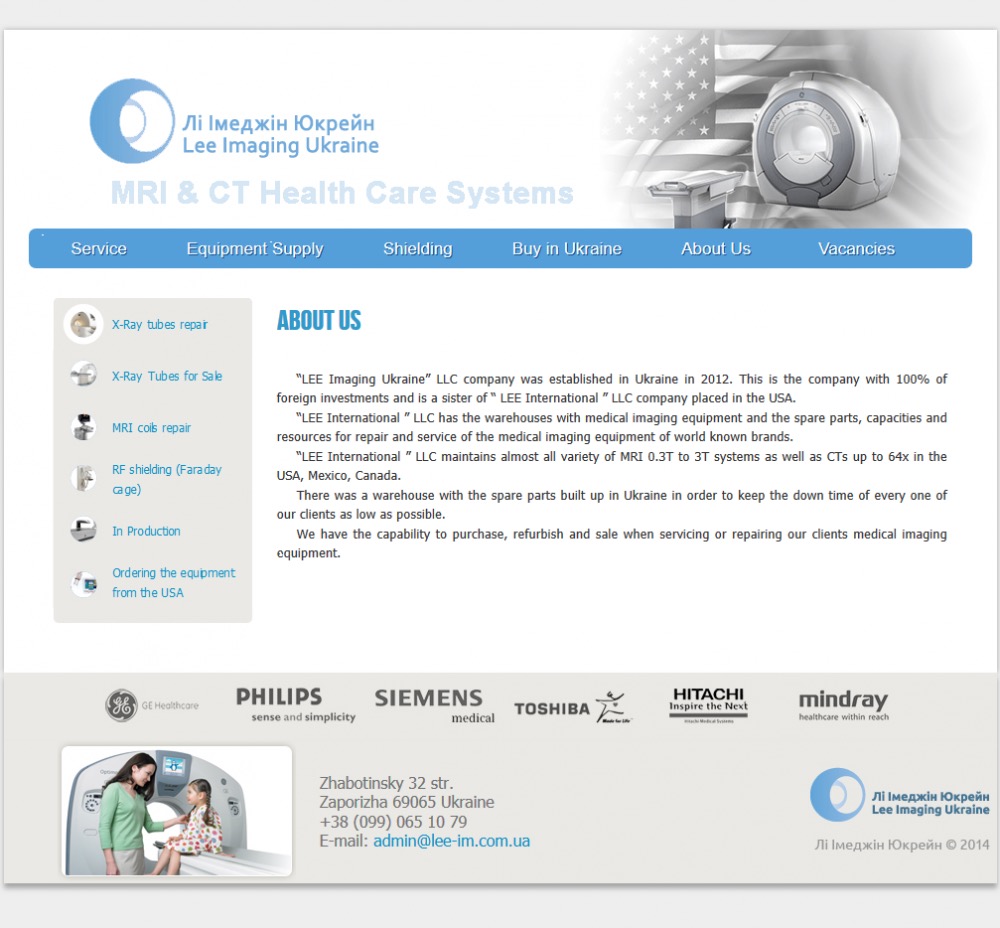 Лі Імеджін Юкрейн
Lee Imaging Ukraine
MRI & CT Health Care Systems
Service Equipment Supply Shielding Buy in Ukraine About Us Vacancies
X-Ray tubes repair
X-Ray Tubes for Sale
MRI coils repair
RF shielding (Faraday
cage)
In Production
Ordering the equipment
from the USA
ABOUT US
“LEE Imaging Ukraine” LLC company was established in Ukraine in 2012. This is the company with 100% of
foreign investments and is a sister of “ LEE International ” LLC company placed in the USA.
“LEE International ” LLC has the warehouses with medical imaging equipment and the spare parts, capacities and
resources for repair and service of the medical imaging equipment of world known brands.
“LEE International ” LLC maintains almost all variety of MRI 0.3T to 3T systems as well as CTs up to 64x in the
USA, Mexico, Canada.
There was a warehouse with the spare parts built up in Ukraine in order to keep the down time of every one of
our clients as low as possible.
We have the capability to purchase, refurbish and sale when servicing or repairing our clients medical imaging
equipment.
GE Healthcare
PHILIPS
sense and simplicity
SIEMENS
medical
TOSHIBA
Made for Life
HITACHI
Inspire the Next
Hitachi Medical Systems
mindray
healthcare within reach
Zhabotinsky 32 str.
Zaporizha 69065 Ukraine
+38 (099) 065 10 79
E-mail: admin@lee-im.com.ua
Лі Імеджін Юкрейн
Lee Imaging Ukraine
Лі Імеджін Юкрейн © 2014